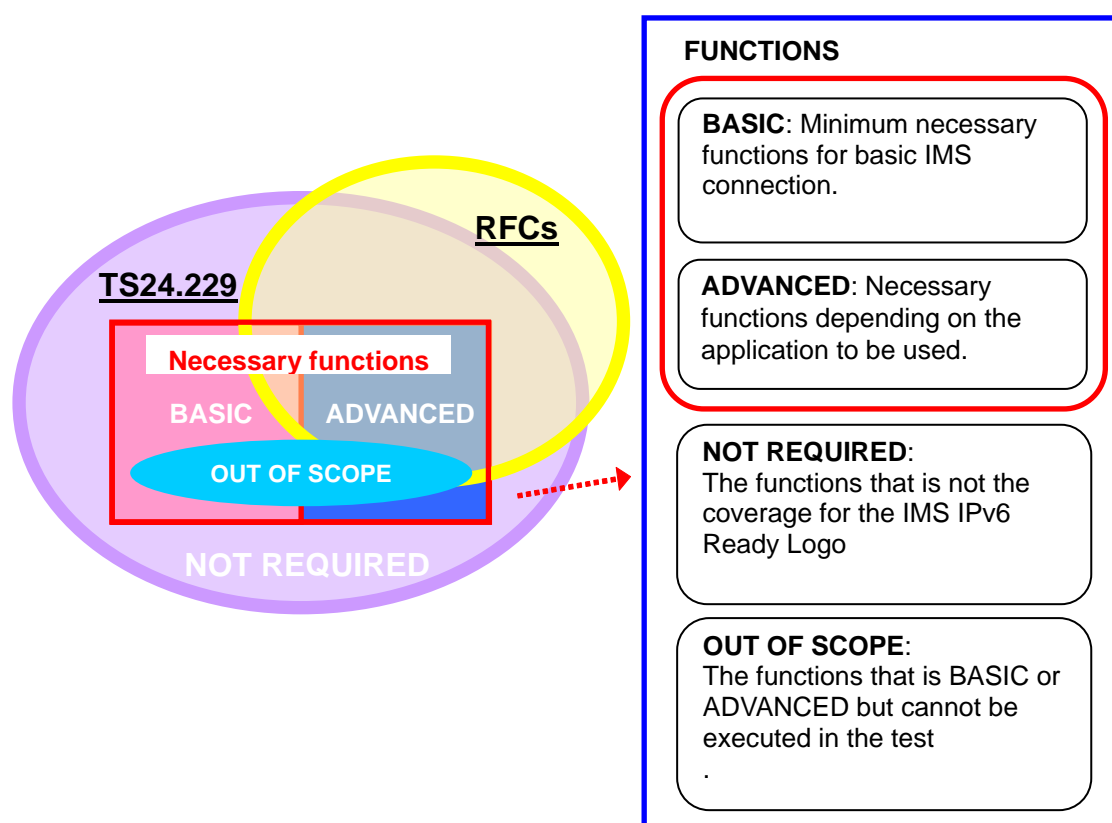 RFCs
TS24.229
Necessary functions
BASIC
ADVANCED
OUT OF SCOPE
NOT REQUIRED
FUNCTIONS
BASIC: Minimum necessary
functions for basic IMS
connection.
ADVANCED: Necessary
functions depending on the
application to be used.
NOT REQUIRED:
The functions that is not the
coverage for the IMS IPv6
Ready Logo
OUT OF SCOPE:
The functions that is BASIC or
ADVANCED but cannot be
executed in the test
.